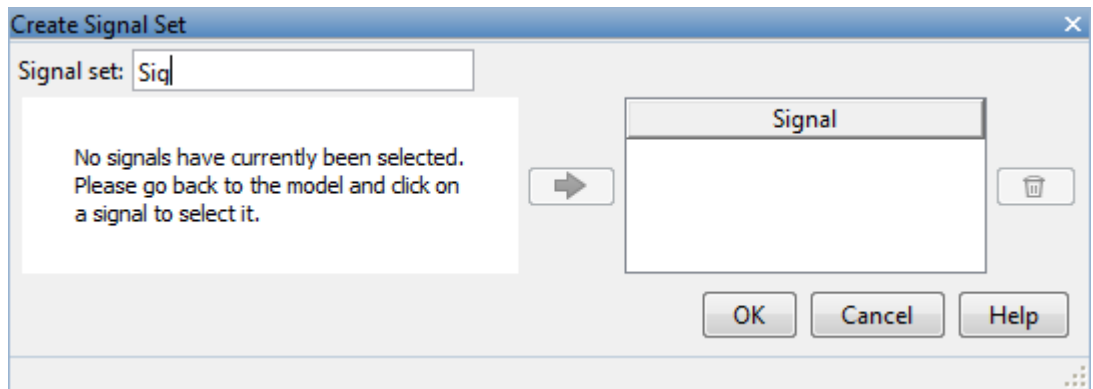 Create Signal Set
Signal set: Sig
No signals have currently been selected.
Please go back to the model and click on
a signal to select it.
Signal
OK Cancel Help